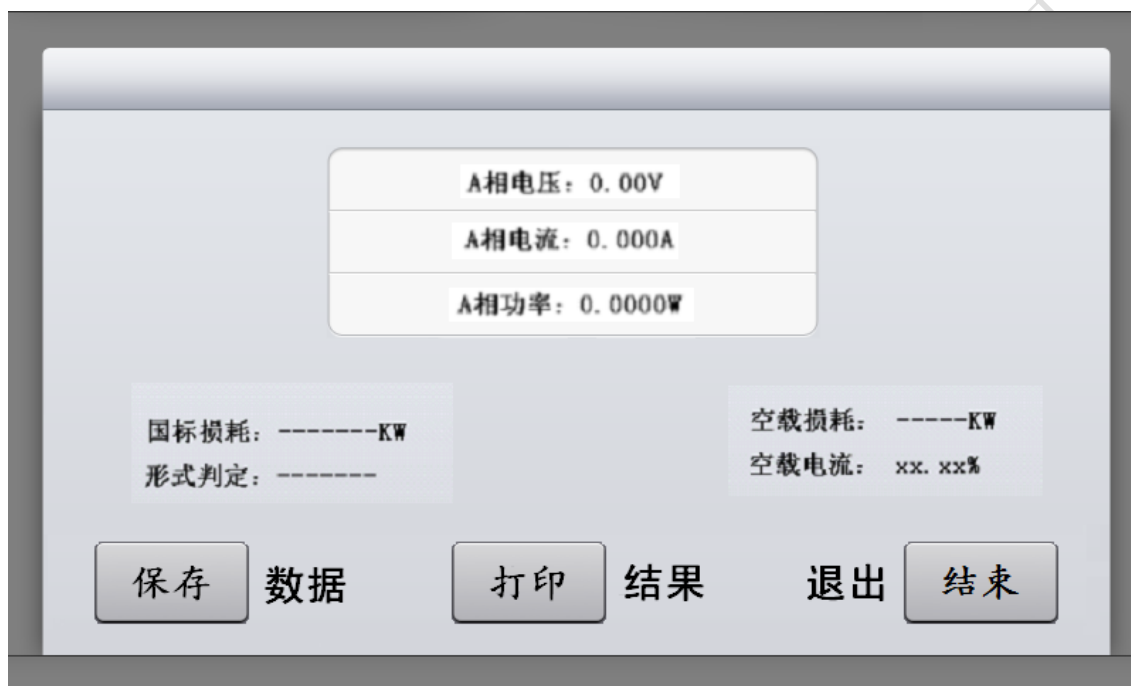 A相电压: 0.00V
A相电流: 0.000A
A相功率: 0.0000W
国标损耗: -------KW
形式判定: -------
空载损耗: -----KW
空载电流: xx.xx%
保存 数据 打印 结果 退出 结束